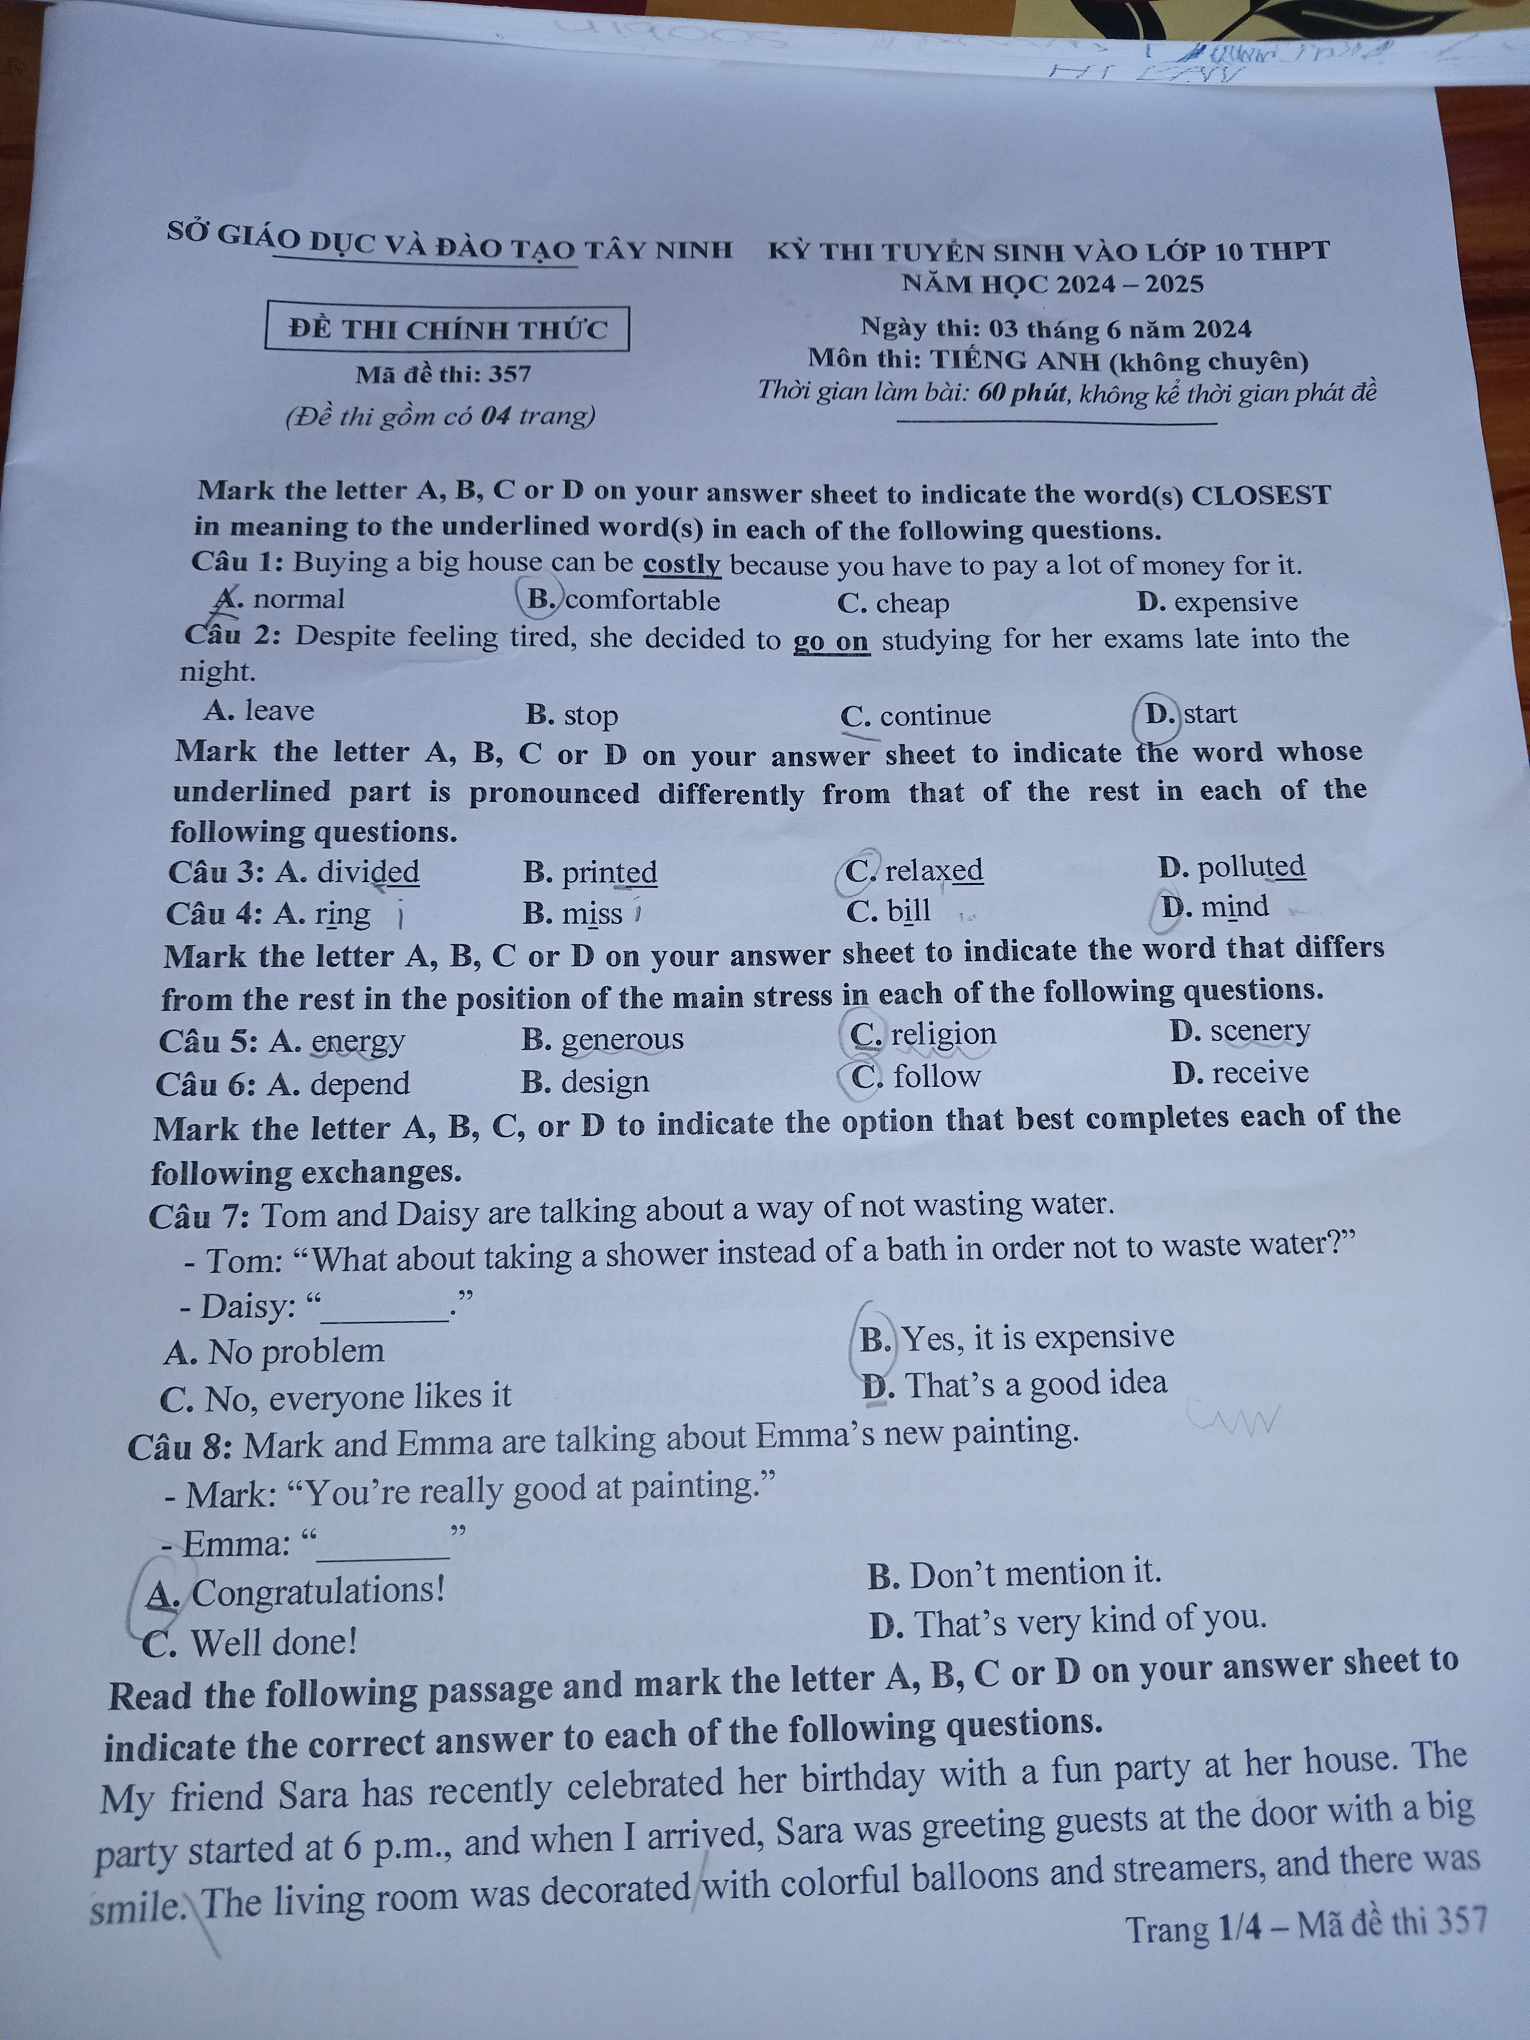 SỞ GIÁO DỤC VÀ ĐÀO TẠO TÂY NINH
KỲ THI TUYỂN SINH VÀO LỚP 10 THPT
NĂM HỌC 2024 – 2025
ĐỀ THI CHÍNH THỨC
Mã đề thi: 357
(Đề thi gồm có 04 trang)
Ngày thi: 03 tháng 6 năm 2024
Môn thi: TIẾNG ANH (không chuyên)
Thời gian làm bài: 60 phút, không kể thời gian phát đề
Mark the letter A, B, C or D on your answer sheet to indicate the word(s) CLOSEST
in meaning to the underlined word(s) in each of the following questions.
Câu 1: Buying a big house can be costly because you have to pay a lot of money for it.
A. normal B. comfortable C. cheap D. expensive
Câu 2: Despite feeling tired, she decided to go on studying for her exams late into the
night.
A. leave B. stop C. continue D. start
Mark the letter A, B, C or D on your answer sheet to indicate the word whose
underlined part is pronounced differently from that of the rest in each of the
following questions.
Câu 3: A. divided B. printed C. relaxed D. polluted
Câu 4: A. ring B. miss C. bill D. mind
Mark the letter A, B, C or D on your answer sheet to indicate the word that differs
from the rest in the position of the main stress in each of the following questions.
Câu 5: A. energy B. generous C. religion D. scenery
Câu 6: A. depend B. design C. follow D. receive
Mark the letter A, B, C, or D to indicate the option that best completes each of the
following exchanges.
Câu 7: Tom and Daisy are talking about a way of not wasting water.
- Tom: “What about taking a shower instead of a bath in order not to waste water?”
- Daisy: “________.”
A. No problem B. Yes, it is expensive
C. No, everyone likes it D. That’s a good idea
Câu 8: Mark and Emma are talking about Emma’s new painting.
- Mark: “You’re really good at painting.”
- Emma: “________”
A. Congratulations! B. Don’t mention it.
C. Well done! D. That’s very kind of you.
Read the following passage and mark the letter A, B, C or D on your answer sheet to
indicate the correct answer to each of the following questions.
My friend Sara has recently celebrated her birthday with a fun party at her house. The
party started at 6 p.m., and when I arrived, Sara was greeting guests at the door with a big
smile. The living room was decorated with colorful balloons and streamers, and there was
Trang 1/4 – Mã đề thi 357